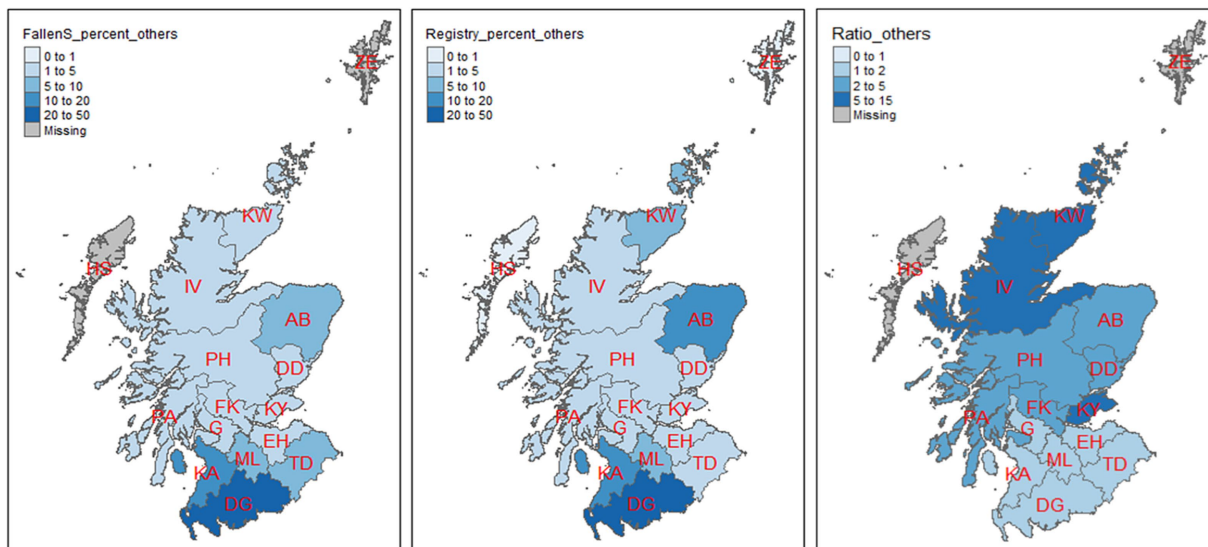 FallenS_percent_others
0 to 1
1 to 5
5 to 10
10 to 20
20 to 50
Missing
ZE
KW
HS
IV
AB
PH
DD
FK
PA
KY
G
EH
ML
TD
KA
DG
Registry_percent_others
0 to 1
1 to 5
5 to 10
10 to 20
20 to 50
ZE
KW
HS
IV
AB
PH
DD
FK
PA
KY
G
EH
ML
TD
KA
DG
Ratio_others
0 to 1
1 to 2
2 to 5
5 to 15
Missing
ZE
KW
HS
IV
AB
PH
DD
FK
PA
KY
G
EH
ML
TD
KA
DG